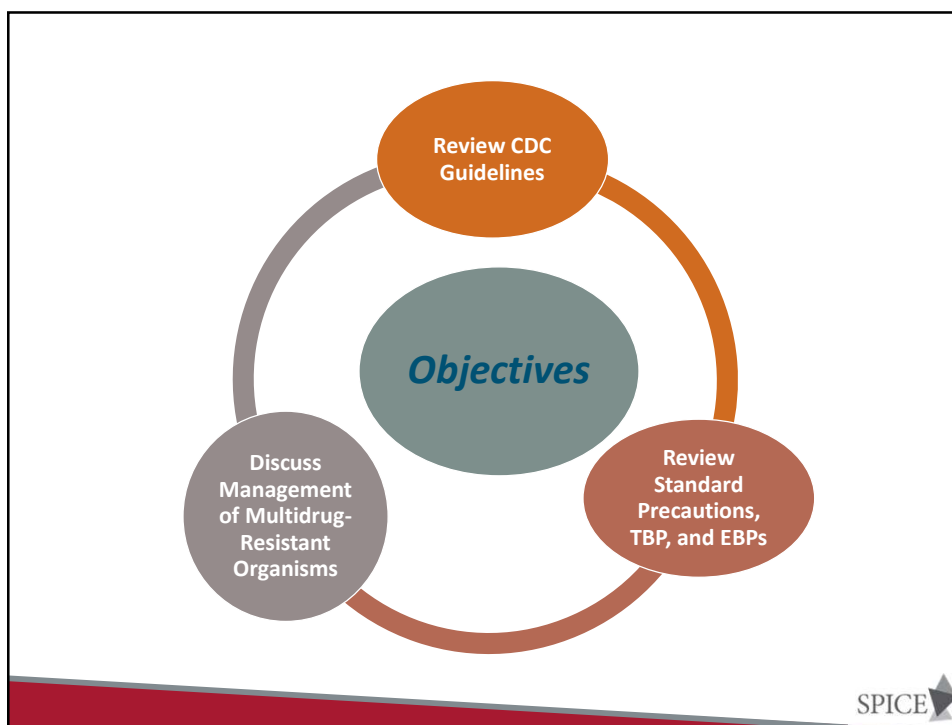 Review CDC
Guidelines
Objectives
Review
Standard
Precautions,
TBP, and EBPs
Discuss
Management
of Multidrug-
Resistant
Organisms
SPICE